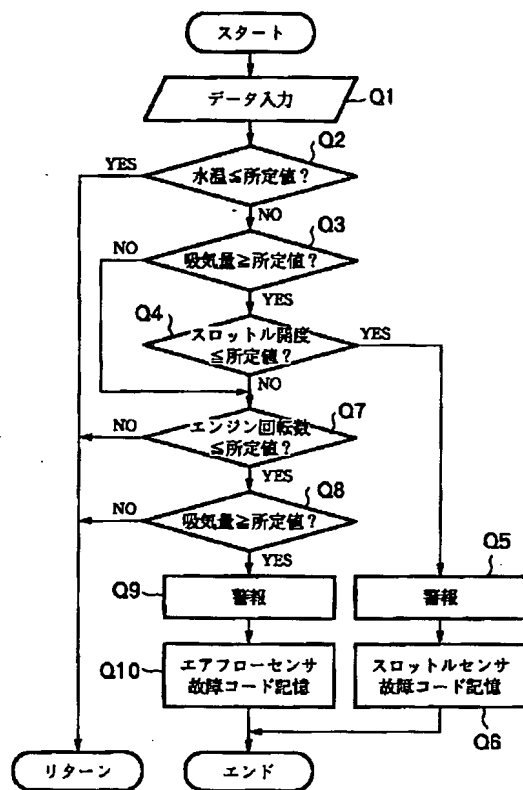 スタート
データ入力
Q1
Q2
YES
水温≦所定値?
NO
Q3
NO
吸気量≧所定値?
YES
Q4
スロットル開度
≦所定値?
YES
NO
Q7
NO
エンジン回転数
≦所定値?
YES
Q8
NO
吸気量≧所定値?
YES
Q5
Q9
警報
警報
Q10
エアフローセンサ
故障コード記憶
スロットルセンサ
故障コード記憶
Q6
リターン
エンド